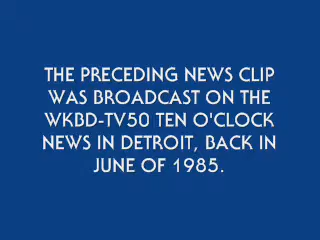 THE PRECEDING NEWS CLIP
WAS BROADCAST ON THE
WKBD-TV50 TEN O'CLOCK
NEWS IN DETROIT, BACK IN
JUNE OF 1985.